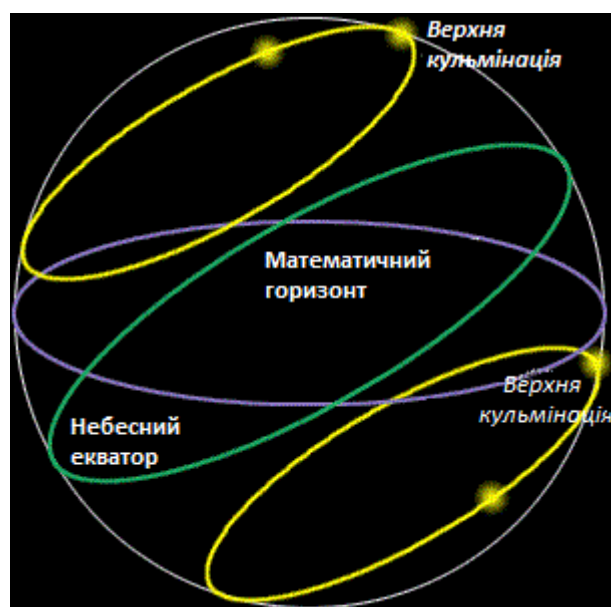 Верхня
кульмінація
Математичний
горизонт
Верхня
кульмінація
Небесний
екватор